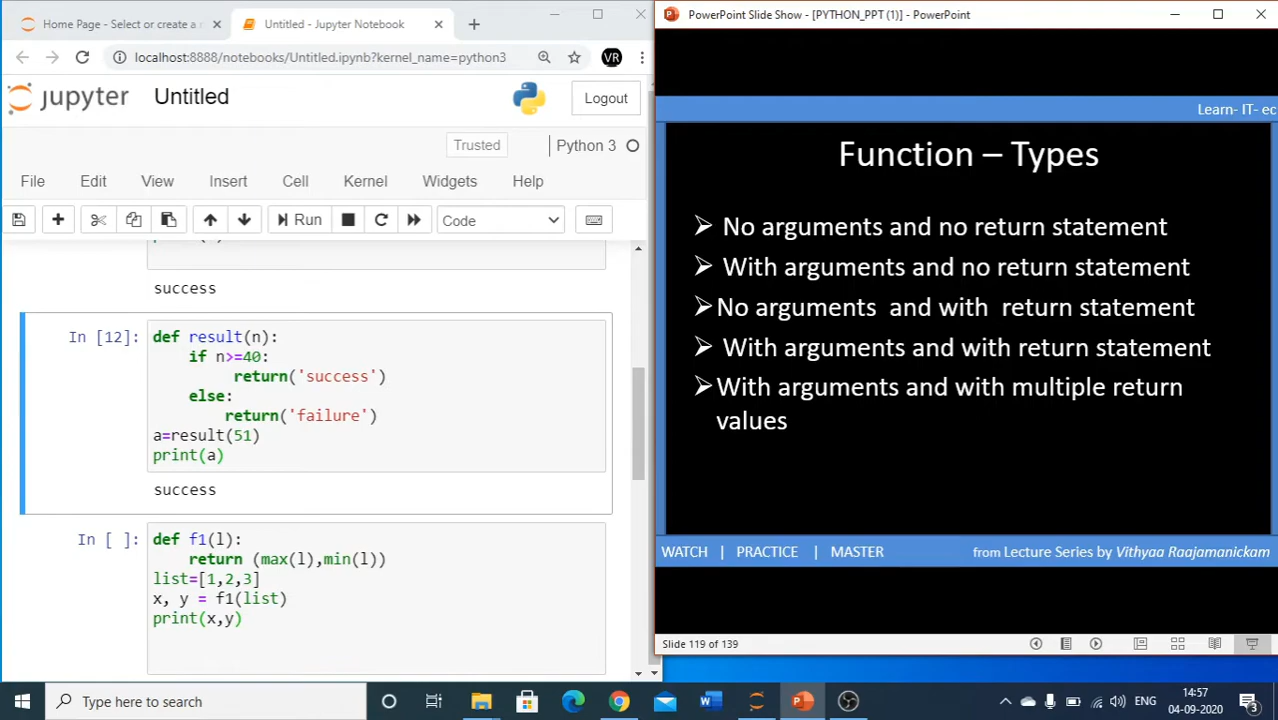 Home Page - Select or create a n
Untitled - Jupyter Notebook
localhost:8888/notebooks/Untitled.ipynb?kernel_name=python3
VR
jupyter
Untitled
Logout
Trusted
Python 3
File Edit View Insert Cell Kernel Widgets Help
Run
Code
success
In [12]:
def result(n):
if n>=40:
return('success')
else:
return('failure')
a=result(51)
print(a)
success
In [ ]:
def f1(l):
return (max(l),min(l))
list=[1,2,3]
x, y = f1(list)
print(x,y)
PowerPoint Slide Show - [PYTHON_PPT (1)] - PowerPoint
Learn- IT- ec
Function – Types
No arguments and no return statement
With arguments and no return statement
No arguments and with return statement
With arguments and with return statement
With arguments and with multiple return
values
WATCH | PRACTICE | MASTER
from Lecture Series by Vithyaa Raajamanickam
Slide 119 of 139
Type here to search
ENG
14:57
04-09-2020
3